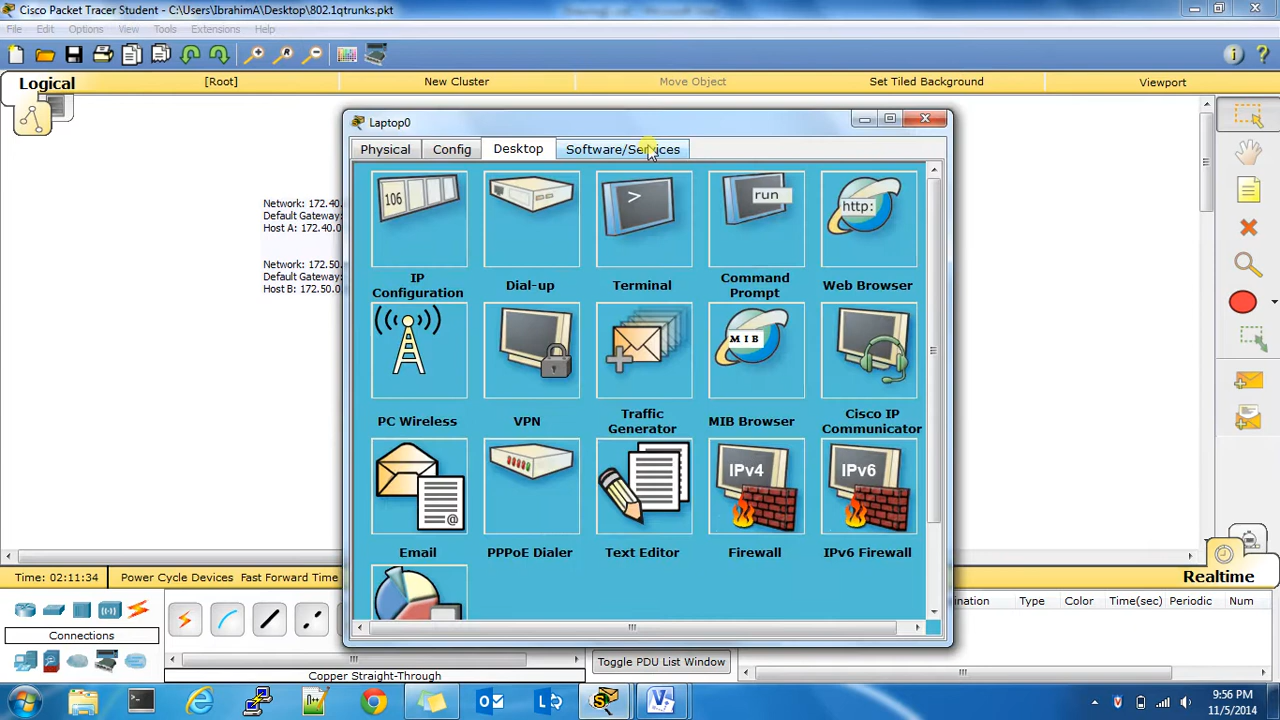 Cisco Packet Tracer Student - C:\Users\IbrahimA\Desktop\802.1qtrunks.pkt
File Edit Options View Tools Extensions Help
Logical [Root] New Cluster Move Object Set Tiled Background Viewport
Laptop0
Physical Config Desktop Software/Services
Network: 172.40.
Default Gateway:
Host A: 172.40.0
Network: 172.50.
Default Gateway:
Host B: 172.50.0
106
>
run
http:
IP Configuration
Dial-up
Terminal
Command Prompt
Web Browser
MIB
PC Wireless
VPN
Traffic Generator
MIB Browser
Cisco IP Communicator
@
IPv4
IPv6
Email
PPPoE Dialer
Text Editor
Firewall
IPv6 Firewall
Time: 02:11:34 Power Cycle Devices Fast Forward Time
Realtime
ination Type Color Time(sec) Periodic Num
Connections
Toggle PDU List Window
Copper Straight-Through
9:56 PM
11/5/2014